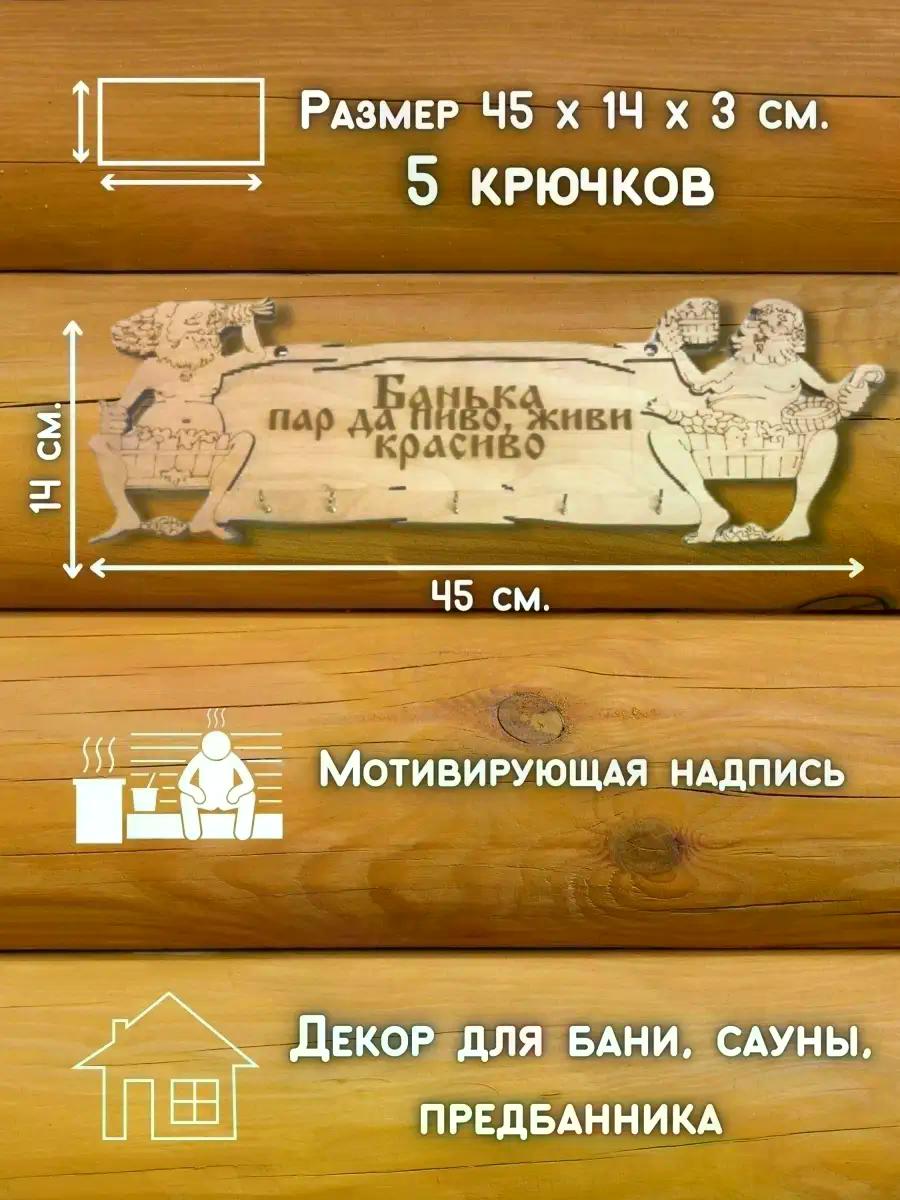 Размер 45 х 14 х 3 см.
5 крючков
Банька
пар да пиво, живи
красиво
14 см.
45 см.
Мотивирующая надпись
Декор для бани, сауны,
предбанника